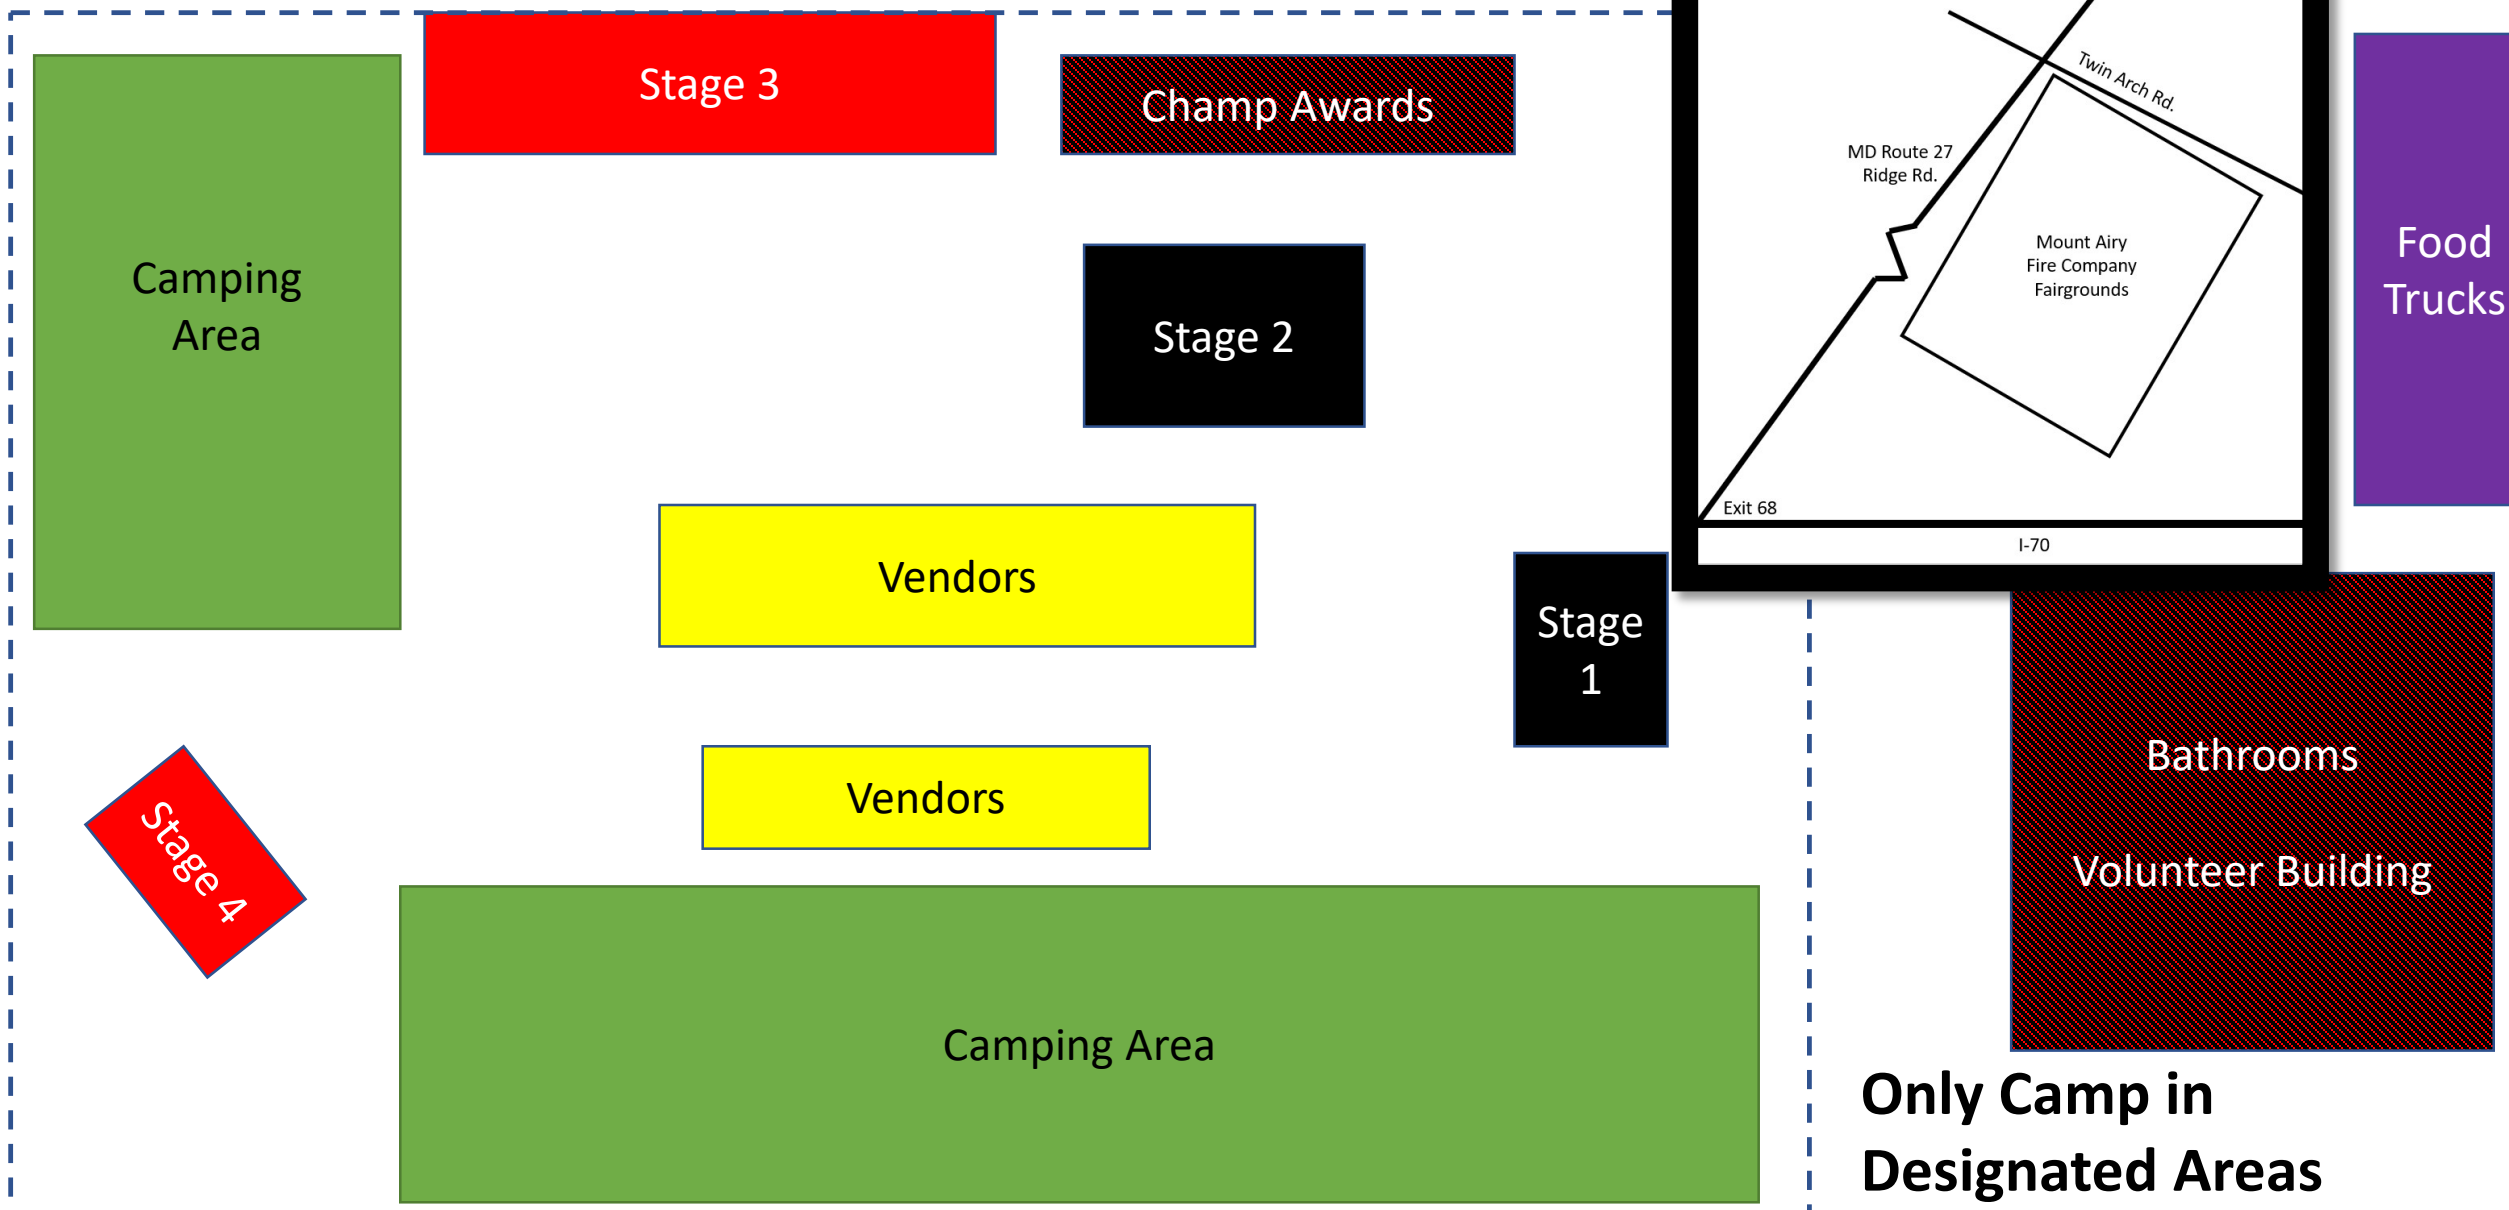 Stage 3
Champ Awards
Twin Arch Rd.
MD Route 27
Ridge Rd.
Camping
Area
Mount Airy
Fire Company
Fairgrounds
Food
Trucks
Stage 2
Exit 68
I-70
Vendors
Stage
1
Vendors
Bathrooms
Stage 4
Volunteer Building
Camping Area
Only Camp in
Designated Areas